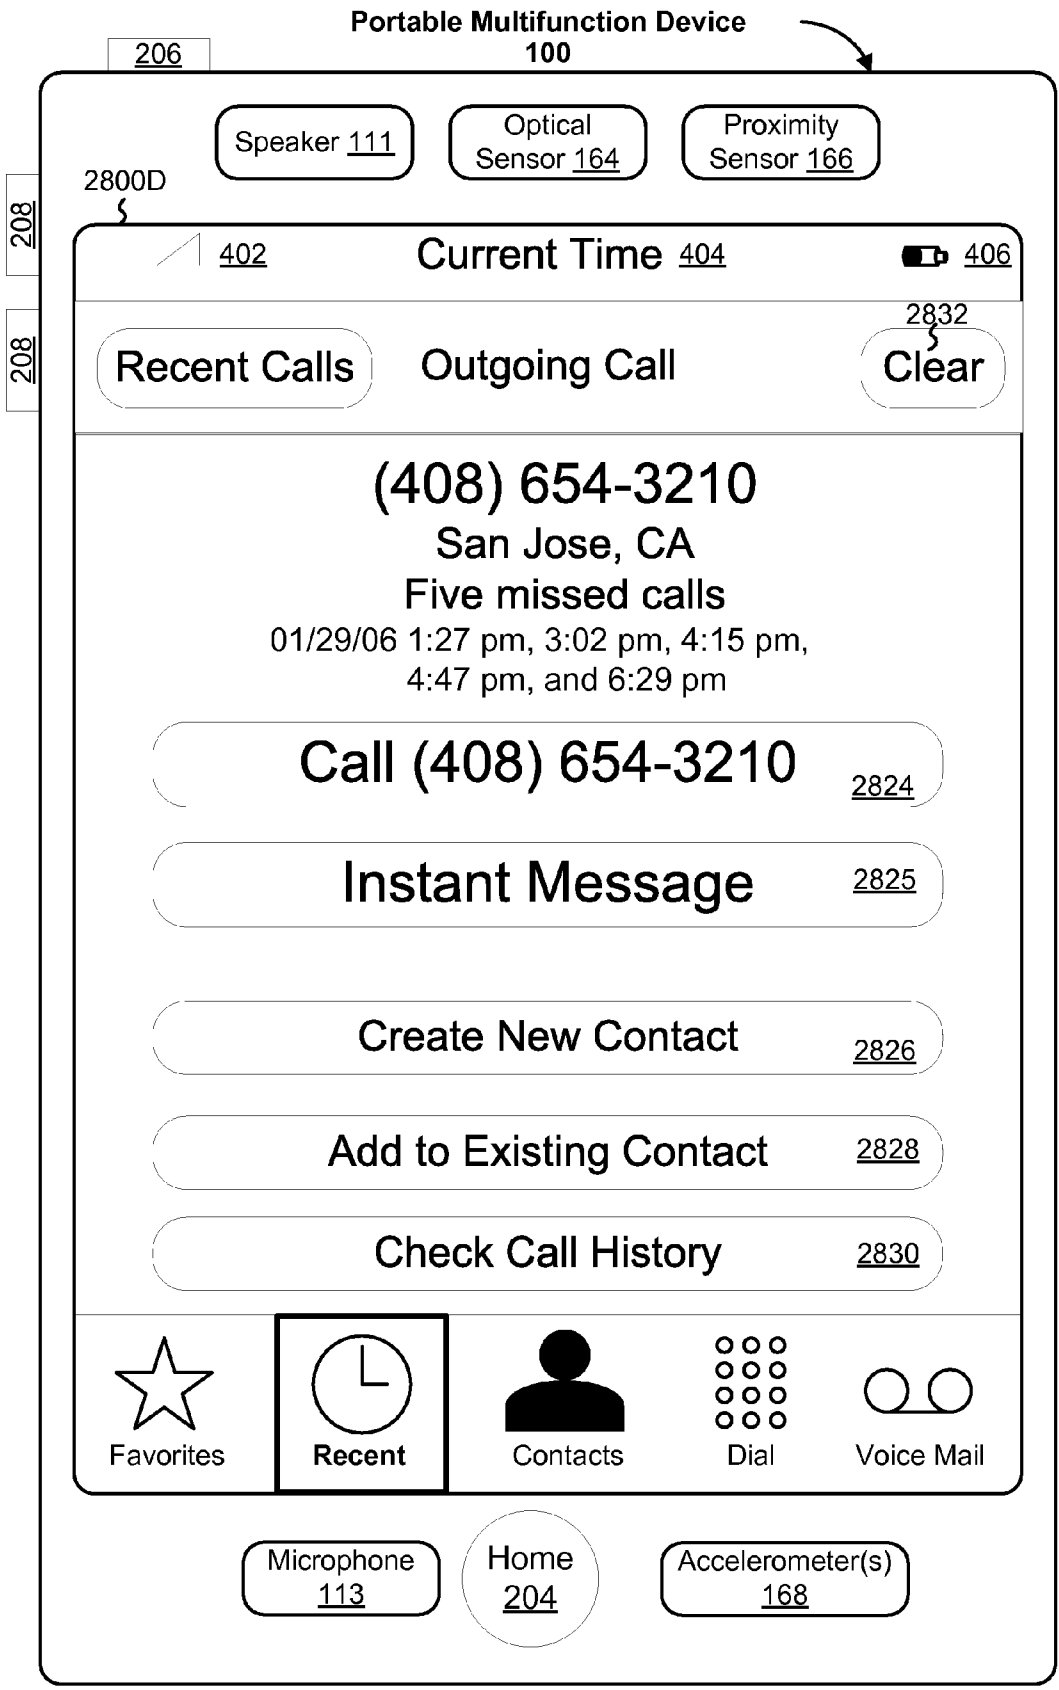 Portable Multifunction Device
100
206
Speaker 111
Optical
Sensor 164
Proximity
Sensor 166
2800D
208
402
Current Time 404
406
208
2832
Recent Calls
Outgoing Call
Clear
(408) 654-3210
San Jose, CA
Five missed calls
01/29/06 1:27 pm, 3:02 pm, 4:15 pm,
4:47 pm, and 6:29 pm
Call (408) 654-3210
2824
Instant Message
2825
Create New Contact
2826
Add to Existing Contact
2828
Check Call History
2830
Favorites
Recent
Contacts
Dial
Voice Mail
Microphone
113
Home
204
Accelerometer(s)
168